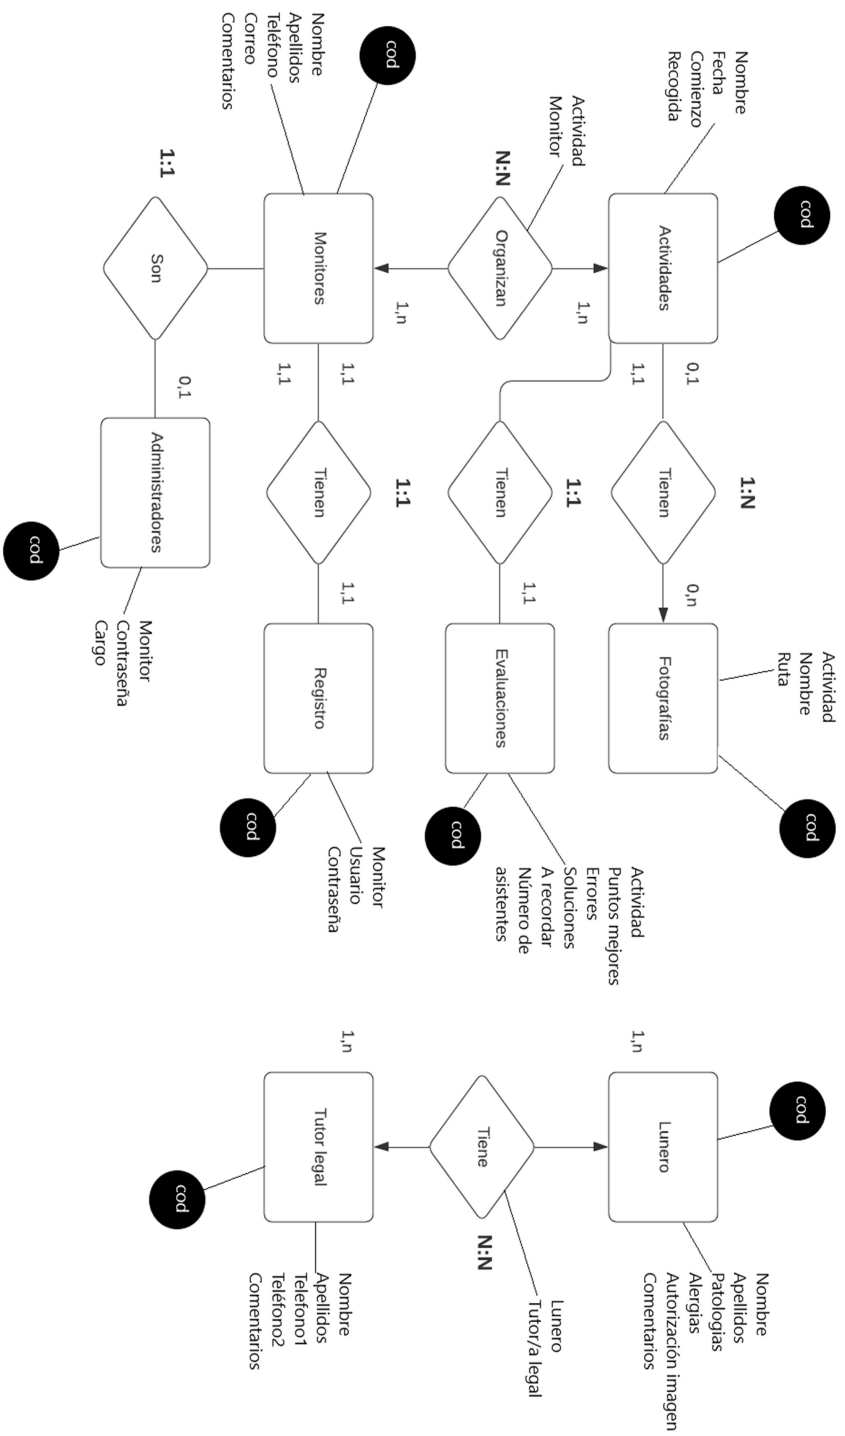 cod
Nombre
Fecha
Comienzo
Recogida
Actividades
0,1
1,1
1:N
Tienen
0,n
Fotografías
Actividad
Nombre
Ruta
cod
Actividad
Monitor
N:N
Organizan
1,n
1,n
1:1
Tienen
1,1
Evaluaciones
cod
Actividad
Puntos mejores
Errores
Soluciones
A recordar
Número de
asistentes
cod
Nombre
Apellidos
Teléfono
Correo
Comentarios
Monitores
1,1
1,1
1:1
Tienen
1,1
Registro
cod
Monitor
Usuario
Contraseña
1:1
Son
0,1
Administradores
cod
Monitor
Contraseña
Cargo
cod
1,n
Lunero
Nombre
Apellidos
Patologias
Alergias
Autorización imagen
Comentarios
Tiene
N:N
Lunero
Tutor/a legal
1,n
Tutor legal
cod
Nombre
Apellidos
Telefono1
Teléfono2
Comentarios